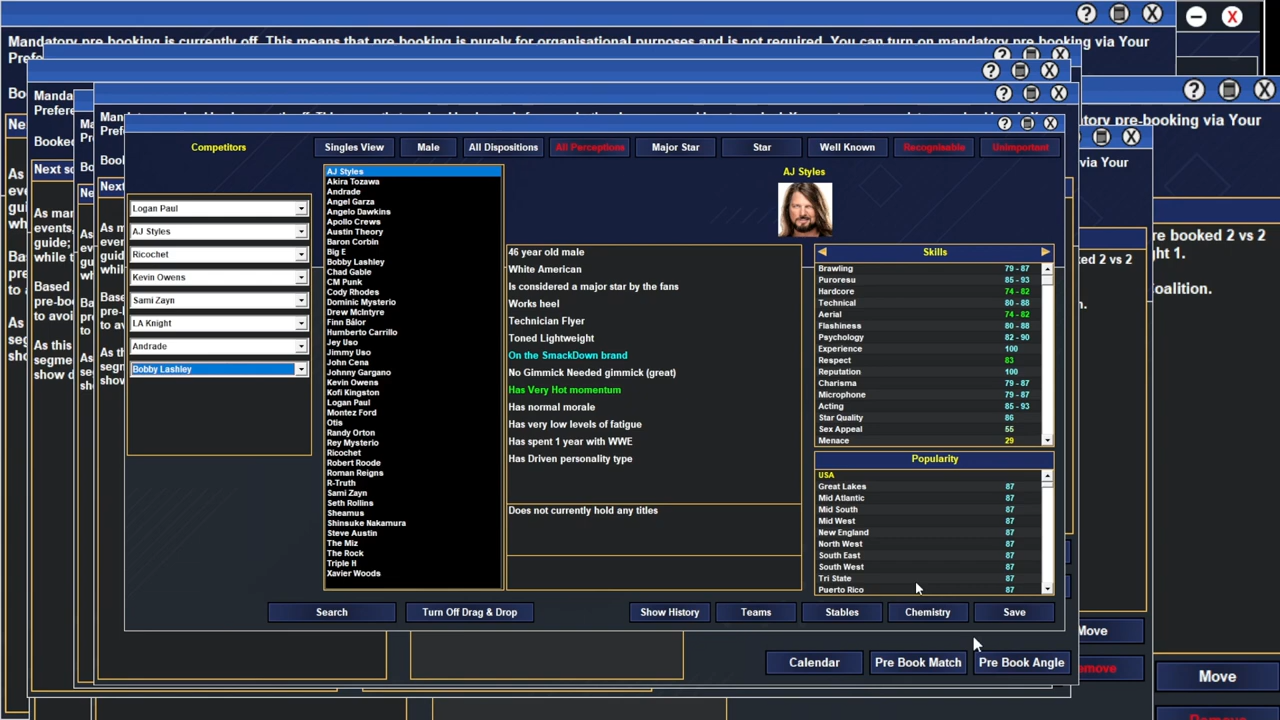 Mandatory pre booking is currently off. This means that pre booking is purely for organisational purposes and is not required. You can turn on mandatory pre booking via Your
Competitors
Singles View
Male
All Dispositions
All Perceptions
Major Star
Star
Well Known
Recognisable
Unimportant
Logan Paul
AJ Styles
Ricochet
Kevin Owens
Sami Zayn
LA Knight
Andrade
Bobby Lashley
AJ Styles
Akira Tozawa
Andrade
Angel Garza
Angelo Dawkins
Apollo Crews
Austin Theory
Baron Corbin
Big E
Bobby Lashley
Chad Gable
CM Punk
Cody Rhodes
Dominic Mysterio
Drew McIntyre
Finn Bálor
Humberto Carrillo
Jey Uso
Jimmy Uso
John Cena
Johnny Gargano
Kevin Owens
Kofi Kingston
Logan Paul
Montez Ford
Otis
Randy Orton
Rey Mysterio
Ricochet
Robert Roode
Roman Reigns
R-Truth
Sami Zayn
Seth Rollins
Sheamus
Shinsuke Nakamura
Steve Austin
The Miz
The Rock
Triple H
Xavier Woods
AJ Styles
46 year old male
White American
Is considered a major star by the fans
Works heel
Technician Flyer
Toned Lightweight
On the SmackDown brand
No Gimmick Needed gimmick (great)
Has Very Hot momentum
Has normal morale
Has very low levels of fatigue
Has spent 1 year with WWE
Has Driven personality type
Does not currently hold any titles
Skills
Brawling 79 - 87
Puroresu 85 - 93
Hardcore 74 - 82
Technical 80 - 88
Aerial 74 - 82
Flashiness 80 - 88
Psychology 82 - 90
Experience 100
Respect 83
Reputation 100
Charisma 79 - 87
Microphone 79 - 87
Acting 85 - 93
Star Quality 86
Sex Appeal 55
Menace 29
Popularity
USA
Great Lakes 87
Mid Atlantic 87
Mid South 87
Mid West 87
New England 87
North West 87
South East 87
South West 87
Tri State 87
Puerto Rico 87
Search
Turn Off Drag & Drop
Show History
Teams
Stables
Chemistry
Save
Calendar
Pre Book Match
Pre Book Angle
Move
Move
tory pre-booking via Your
via Your
re booked 2 vs 2
ed 2 vs 2
ght 1.
oalition.